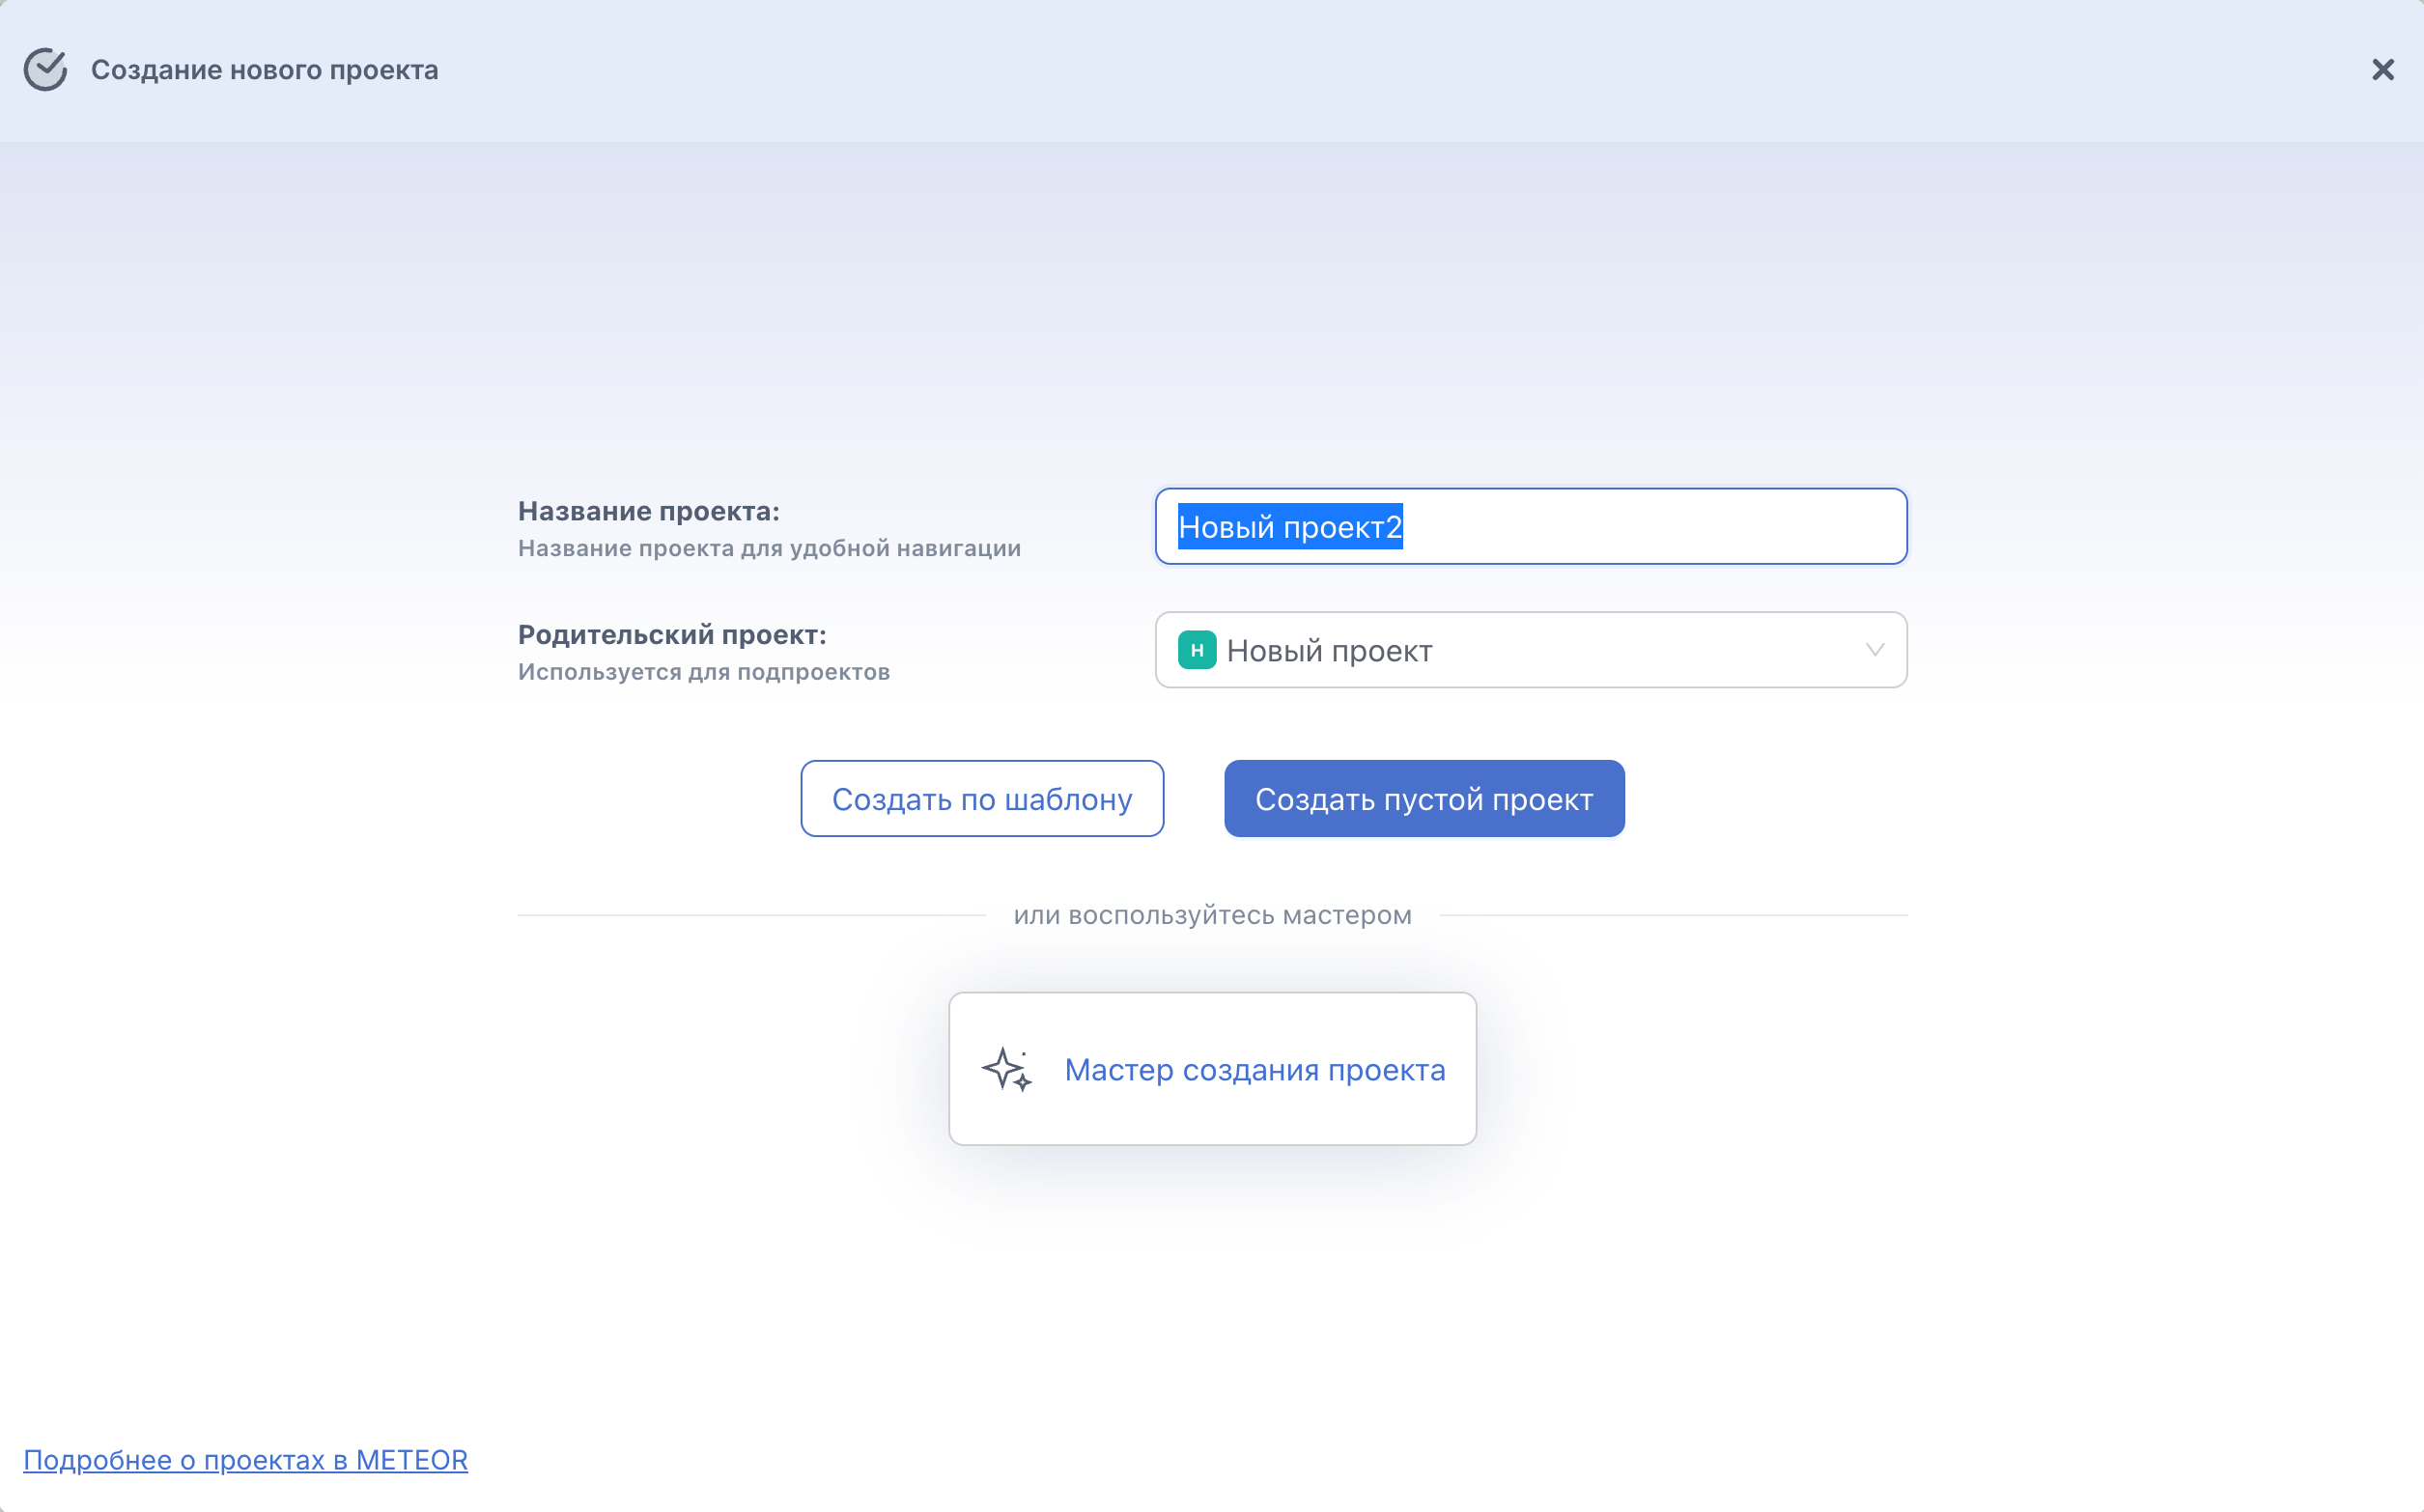 Создание нового проекта
Название проекта:
Название проекта для удобной навигации
Новый проект2
Родительский проект:
Используется для подпроектов
Н Новый проект
Создать по шаблону
Создать пустой проект
или воспользуйтесь мастером
Мастер создания проекта
Подробнее о проектах в METEOR